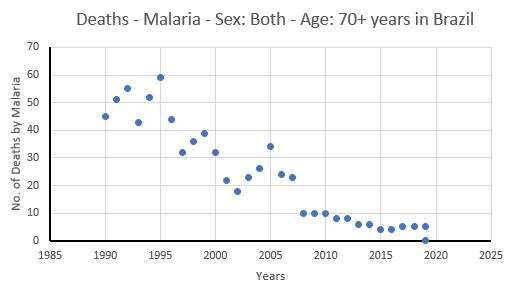 Deaths - Malaria - Sex: Both - Age: 70+ years in Brazil
No. of Deaths by Malaria
70
60
50
40
30
20
10
0
1985 1990 1995 2000 2005 2010 2015 2020 2025
Years